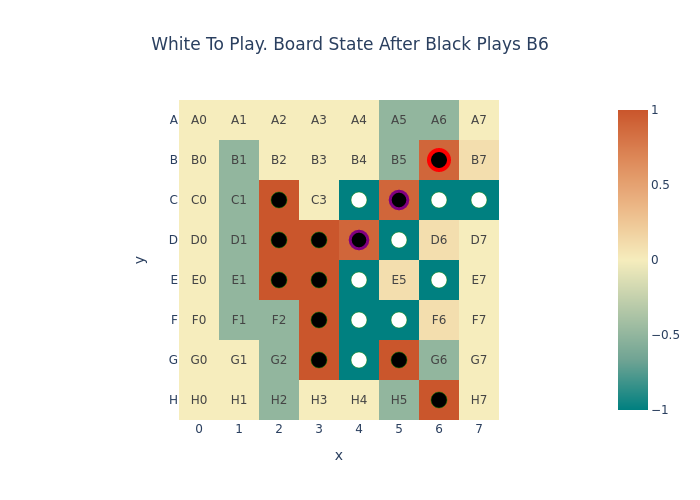 White To Play. Board State After Black Plays B6
A A0 A1 A2 A3 A4 A5 A6 A7
B B0 B1 B2 B3 B4 B5 B7
C C0 C1 C3
D D0 D1 D6 D7
E E0 E1 E5 E7
F F0 F1 F2 F6 F7
G G0 G1 G2 G6 G7
H H0 H1 H2 H3 H4 H5 H7
0 1 2 3 4 5 6 7
x
y
1
0.5
0
−0.5
−1